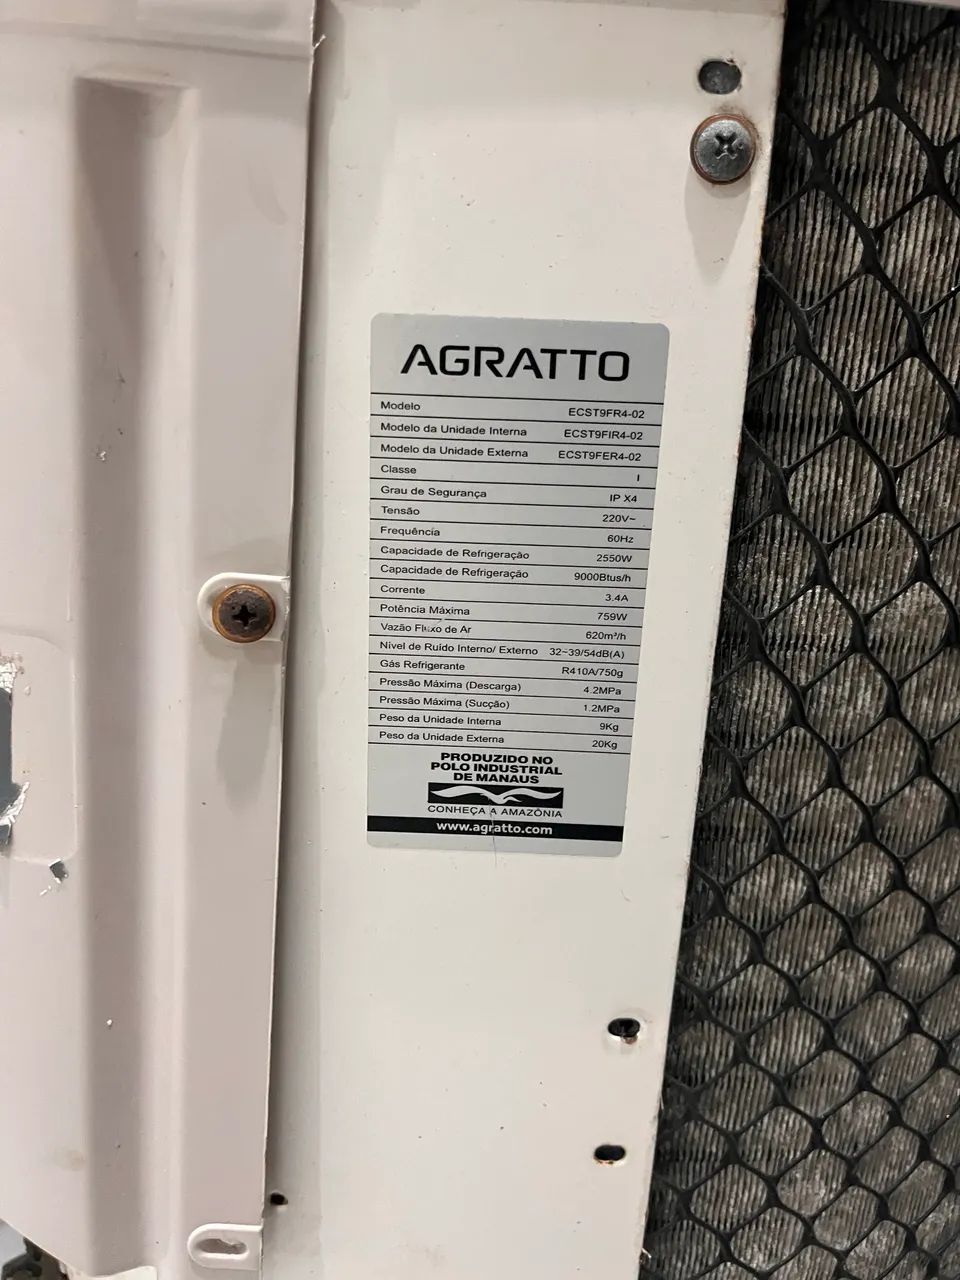 AGRATTO
Modelo ECST9FR4-02
Modelo da Unidade Interna ECST9FIR4-02
Modelo da Unidade Externa ECST9FER4-02
Classe I
Grau de Segurança IP X4
Tensão 220V~
Frequência 60Hz
Capacidade de Refrigeração 2550W
Capacidade de Refrigeração 9000Btus/h
Corrente 3.4A
Potência Máxima 759W
Vazão Fluxo de Ar 620m³/h
Nível de Ruído Interno/ Externo 32~39/54dB(A)
Gás Refrigerante R410A/750g
Pressão Máxima (Descarga) 4.2MPa
Pressão Máxima (Sucção) 1.2MPa
Peso da Unidade Interna 9Kg
Peso da Unidade Externa 20Kg
PRODUZIDO NO
POLO INDUSTRIAL
DE MANAUS
CONHEÇA A AMAZÔNIA
www.agratto.com